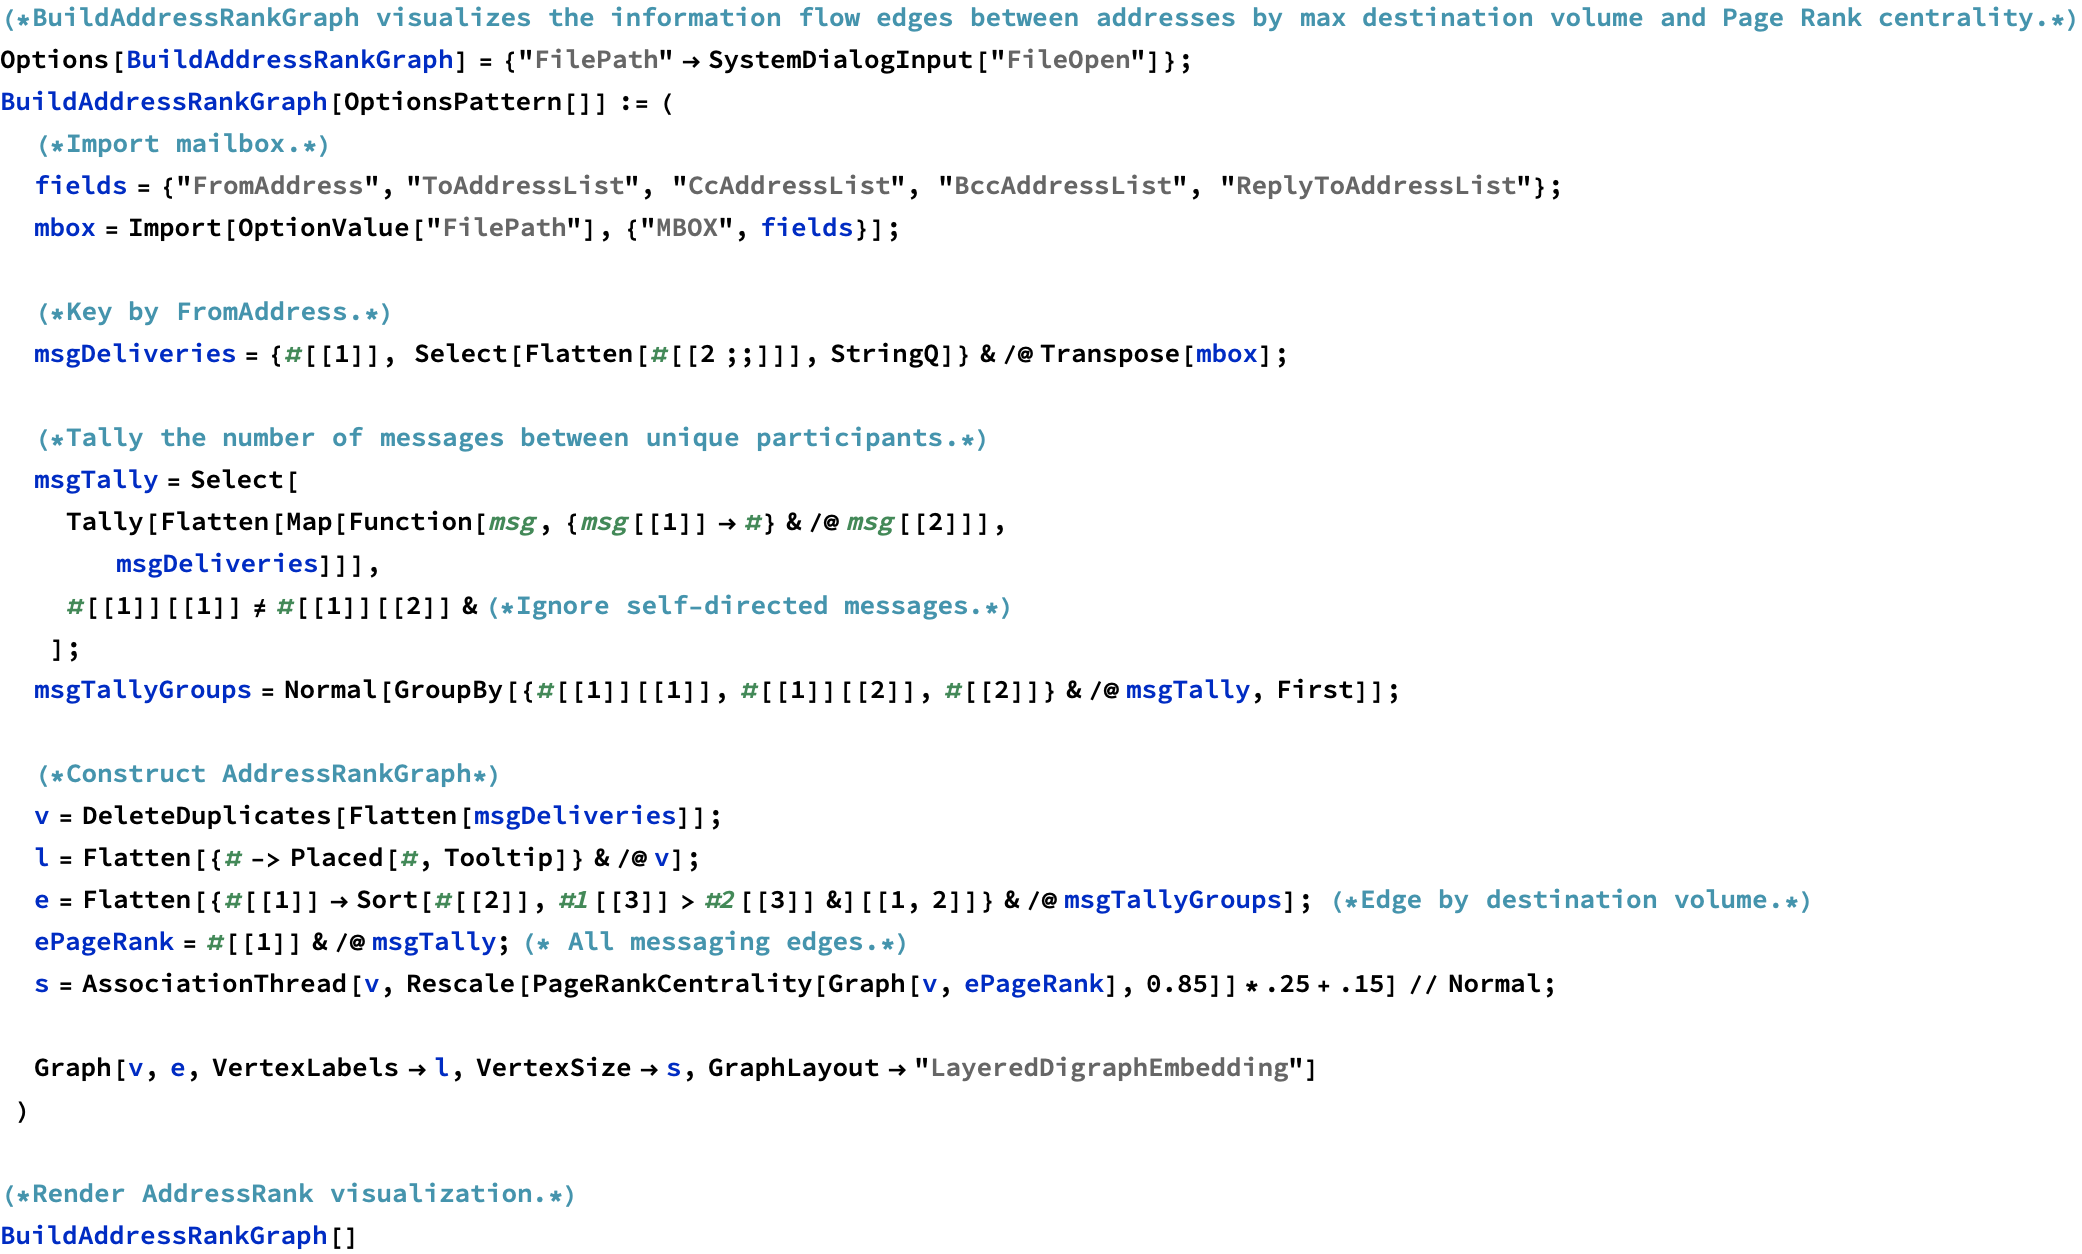 (*BuildAddressRankGraph visualizes the information flow edges between addresses by max destination volume and Page Rank centrality.*)
Options[BuildAddressRankGraph] = {"FilePath" → SystemDialogInput["FileOpen"]};
BuildAddressRankGraph[OptionsPattern[]] := (
(*Import mailbox.*)
fields = {"FromAddress", "ToAddressList", "CcAddressList", "BccAddressList", "ReplyToAddressList"};
mbox = Import[OptionValue["FilePath"], {"MBOX", fields}];
(*Key by FromAddress.*)
msgDeliveries = {#[[1]], Select[Flatten[#[[2 ;;]]], StringQ]} & /@ Transpose[mbox];
(*Tally the number of messages between unique participants.*)
msgTally = Select[
Tally[Flatten[Map[Function[msg, {msg[[1]] → #} & /@ msg[[2]]],
msgDeliveries]]],
#[[1]][[1]] ≠ #[[1]][[2]] & (*Ignore self-directed messages.*)
];
msgTallyGroups = Normal[GroupBy[{#[[1]][[1]], #[[1]][[2]], #[[2]]} & /@ msgTally, First]];
(*Construct AddressRankGraph*)
v = DeleteDuplicates[Flatten[msgDeliveries]];
l = Flatten[{# -> Placed[#, Tooltip]} & /@ v];
e = Flatten[{#[[1]] → Sort[#[[2]], #1[[3]] > #2[[3]] &][[1, 2]]} & /@ msgTallyGroups]; (*Edge by destination volume.*)
ePageRank = #[[1]] & /@ msgTally; (* All messaging edges.*)
s = AssociationThread[v, Rescale[PageRankCentrality[Graph[v, ePageRank], 0.85]] * .25 + .15] // Normal;
Graph[v, e, VertexLabels → l, VertexSize → s, GraphLayout → "LayeredDigraphEmbedding"]
)
(*Render AddressRank visualization.*)
BuildAddressRankGraph[]